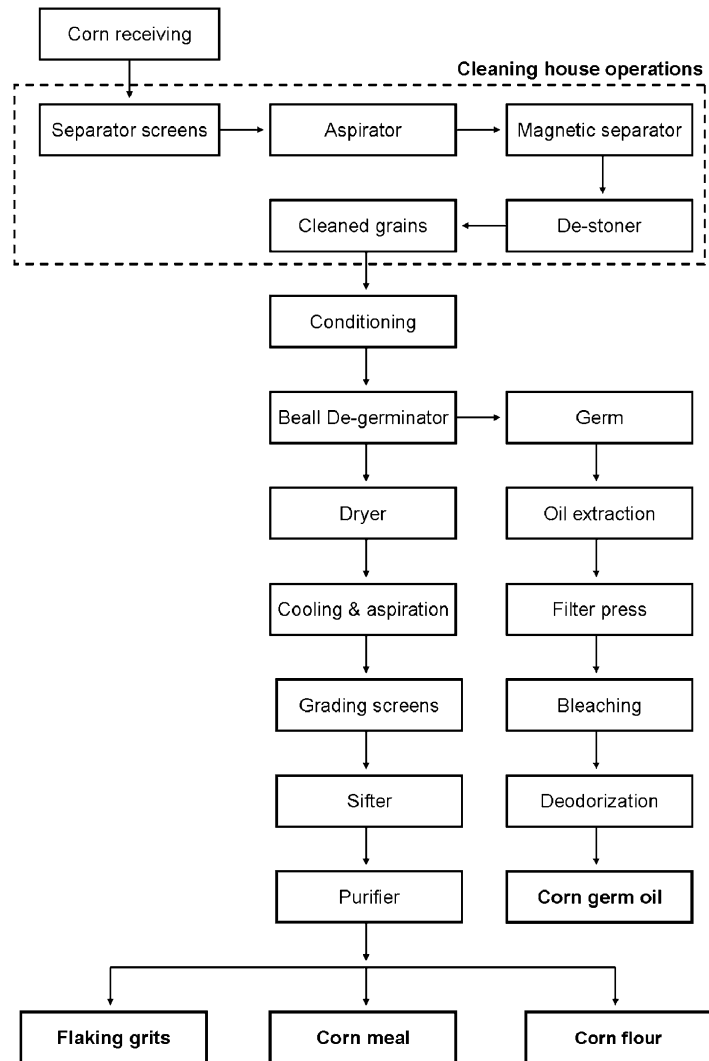 Corn receiving
Cleaning house operations
Separator screens
Aspirator
Magnetic separator
Cleaned grains
De-stoner
Conditioning
Beall De-germinator
Germ
Dryer
Oil extraction
Cooling & aspiration
Filter press
Grading screens
Bleaching
Sifter
Deodorization
Purifier
Corn germ oil
Flaking grits
Corn meal
Corn flour